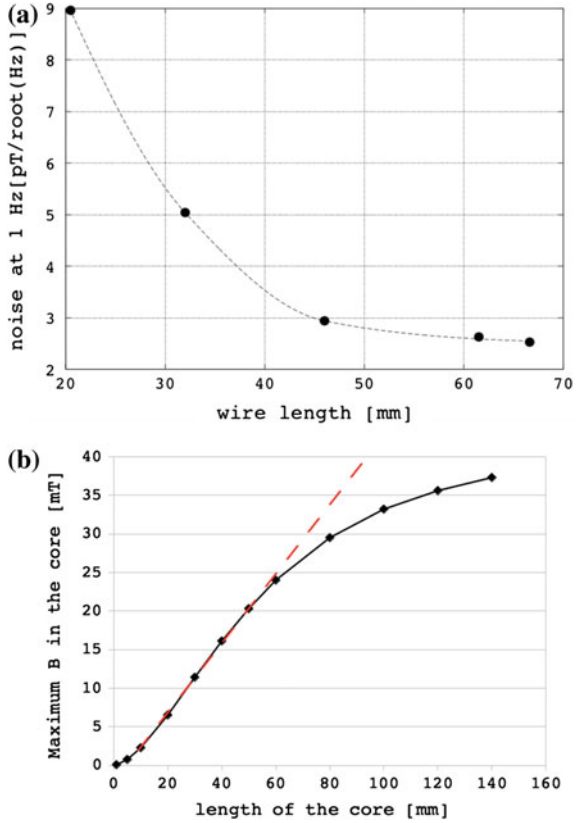 (a)
noise at 1 Hz[pT/root(Hz)]
9
8
7
6
5
4
3
2
20 30 40 50 60 70
wire length [mm]
(b)
Maximum B in the core [mT]
40
35
30
25
20
15
10
5
0
0 20 40 60 80 100 120 140 160
length of the core [mm]